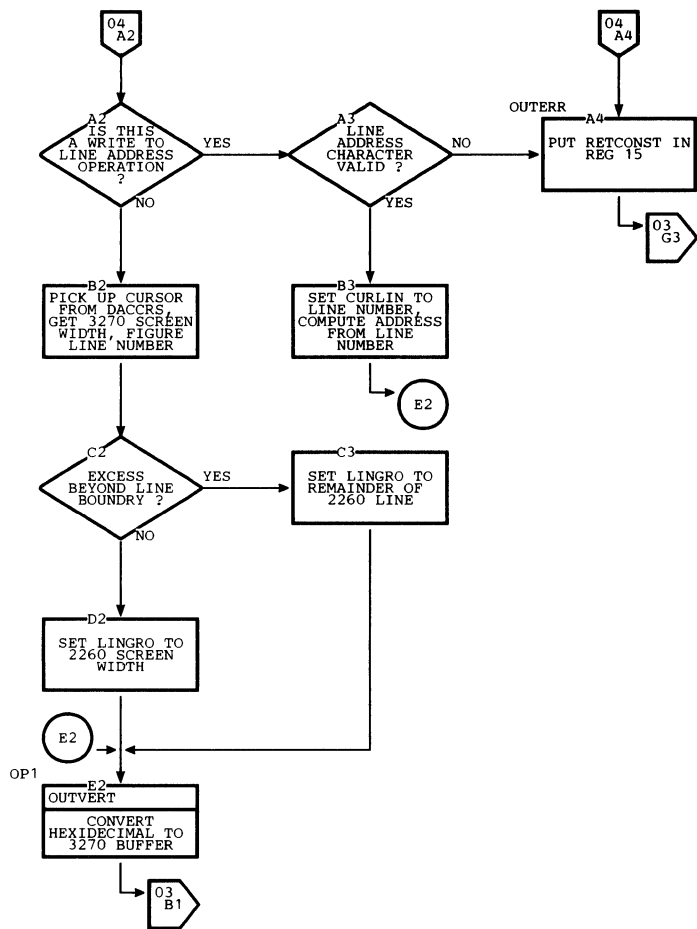 04
A2
04
A4
A2
IS THIS
A WRITE TO
LINE ADDRESS
OPERATION
?
YES
NO
A3
LINE
ADDRESS
CHARACTER
VALID ?
NO
YES
OUTERR
A4
PUT RETCONST IN
REG 15
03
G3
B2
PICK UP CURSOR
FROM DACCRS,
GET 3270 SCREEN
WIDTH, FIGURE
LINE NUMBER
B3
SET CURLIN TO
LINE NUMBER,
COMPUTE ADDRESS
FROM LINE
NUMBER
E2
C2
EXCESS
BEYOND LINE
BOUNDRY ?
YES
NO
C3
SET LINGRO TO
REMAINDER OF
2260 LINE
D2
SET LINGRO TO
2260 SCREEN
WIDTH
E2
OP1
E2
OUTVERT
CONVERT
HEXIDECIMAL TO
3270 BUFFER
03
B1